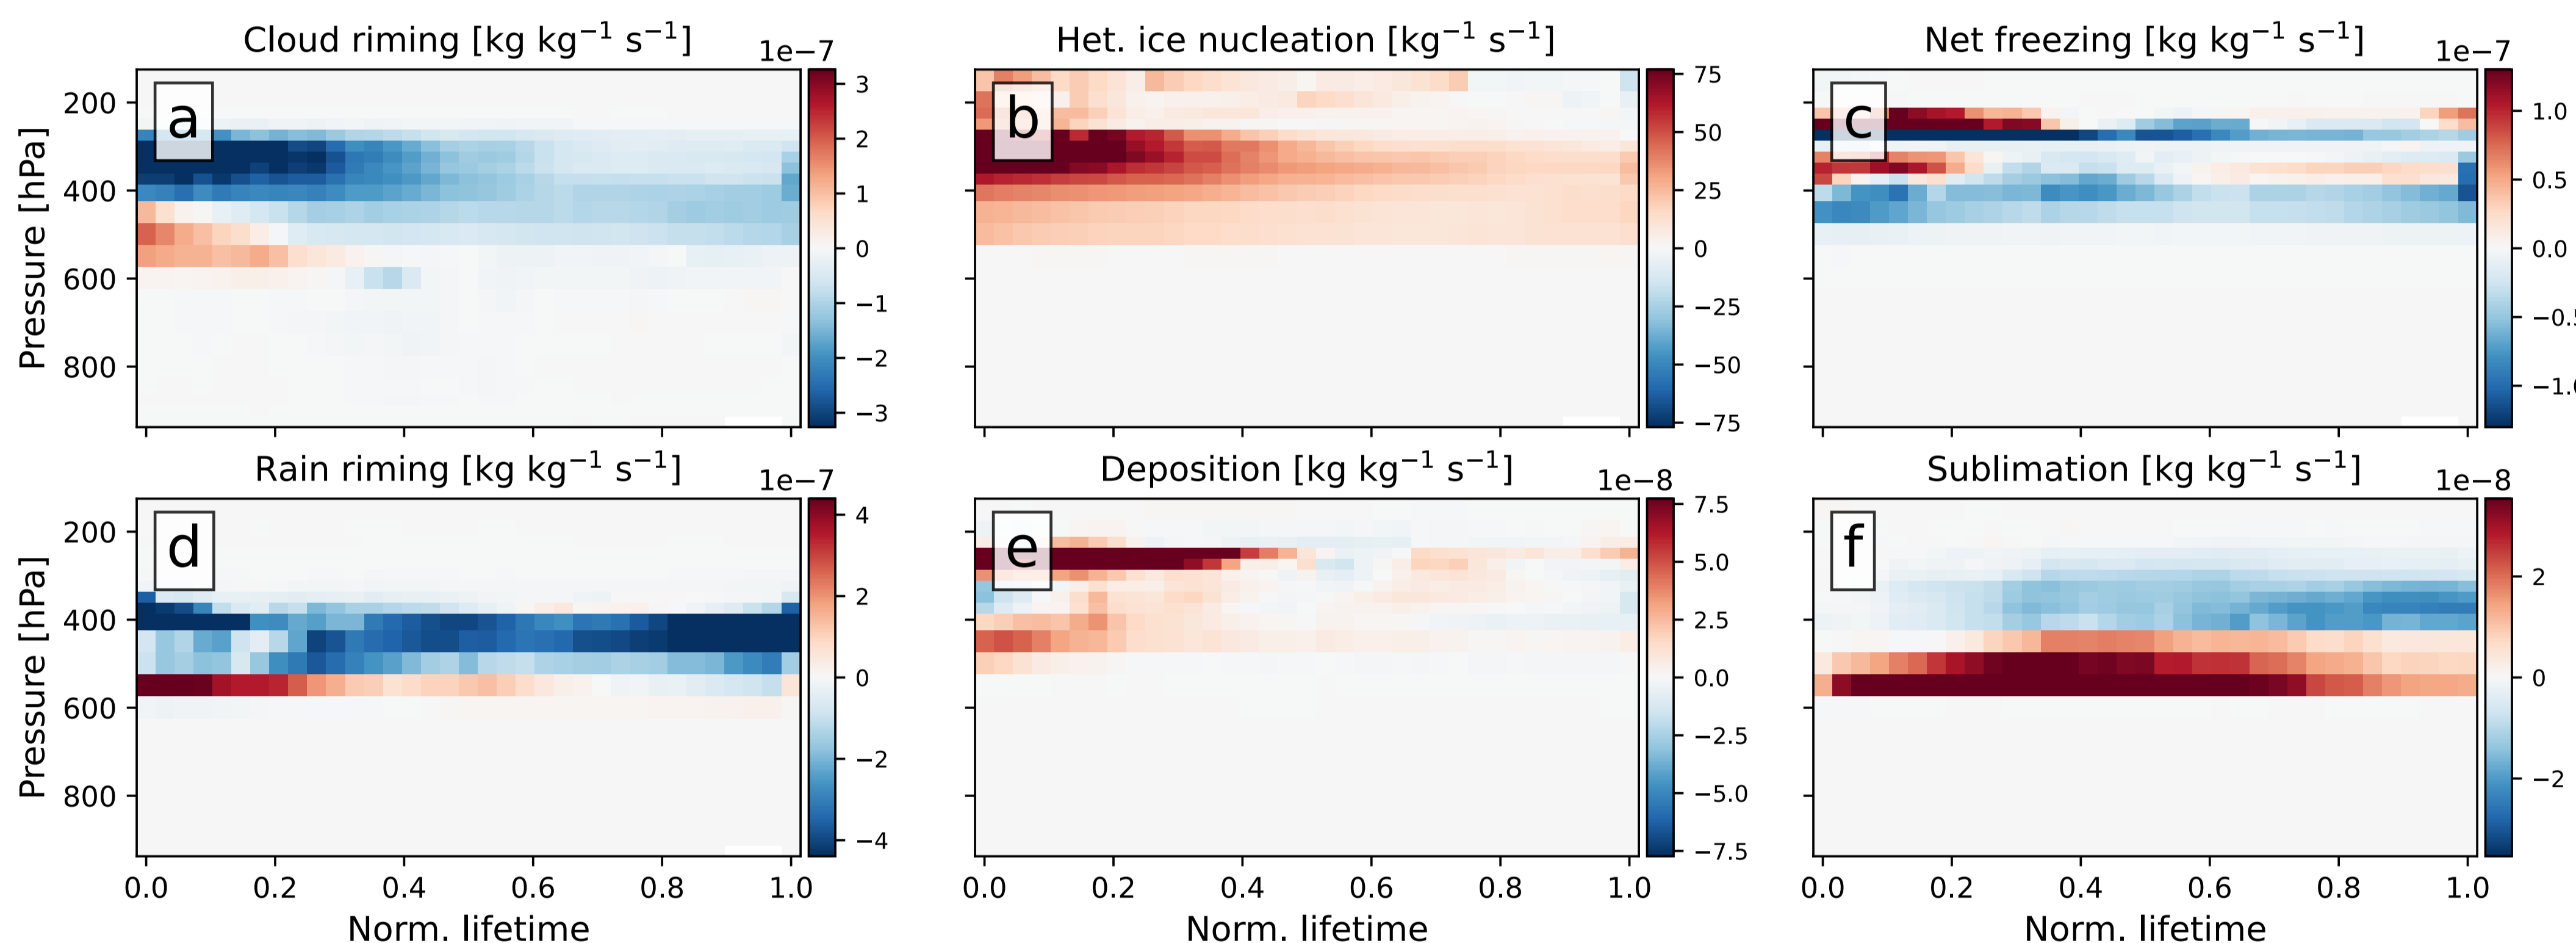 Cloud riming [kg kg⁻¹ s⁻¹]
1e−7
a
Pressure [hPa]
200
400
600
800
3
2
1
0
−1
−2
−3
Het. ice nucleation [kg⁻¹ s⁻¹]
b
75
50
25
0
−25
−50
−75
Net freezing [kg kg⁻¹ s⁻¹]
1e−7
c
1.0
0.5
0.0
−0.5
−1.0
Rain riming [kg kg⁻¹ s⁻¹]
1e−7
d
Pressure [hPa]
200
400
600
800
4
2
0
−2
−4
0.0 0.2 0.4 0.6 0.8 1.0
Norm. lifetime
Deposition [kg kg⁻¹ s⁻¹]
1e−8
e
7.5
5.0
2.5
0.0
−2.5
−5.0
−7.5
0.0 0.2 0.4 0.6 0.8 1.0
Norm. lifetime
Sublimation [kg kg⁻¹ s⁻¹]
1e−8
f
2
0
−2
0.0 0.2 0.4 0.6 0.8 1.0
Norm. lifetime